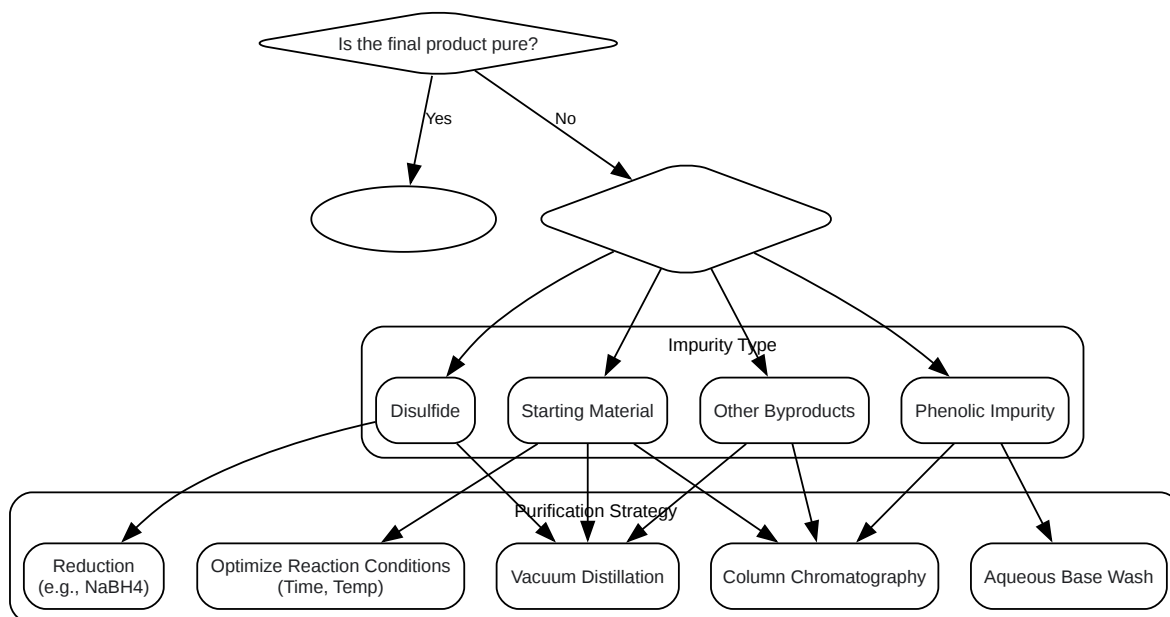 Is the final product pure?
Yes
No
Impurity Type
Disulfide
Starting Material
Other Byproducts
Phenolic Impurity
Purification Strategy
Reduction
(e.g., NaBH4)
Optimize Reaction Conditions
(Time, Temp)
Vacuum Distillation
Column Chromatography
Aqueous Base Wash